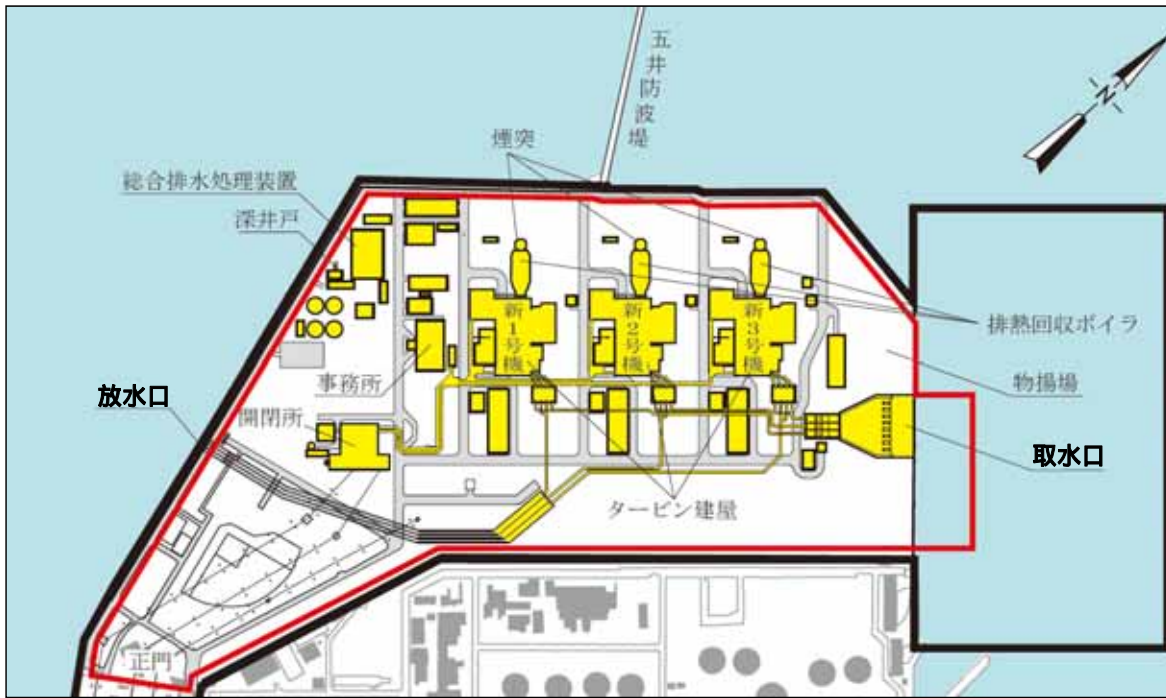 五井防波堤
N
煙突
総合排水処理装置
深井戸
新1号機
新2号機
新3号機
排熱回収ボイラ
物揚場
事務所
放水口
開閉所
取水口
タービン建屋
正門